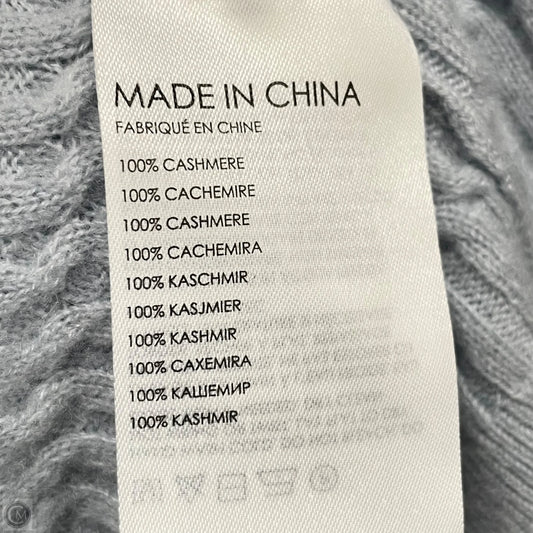 MADE IN CHINA
FABRIQUÉ EN CHINE
100% CASHMERE
100% CACHEMIRE
100% CASHMERE
100% CACHEMIRA
100% KASCHMIR
100% KASJMIER
100% KASHMIR
100% CAXEMIRA
100% КАШЕМИР
100% KASHMIR